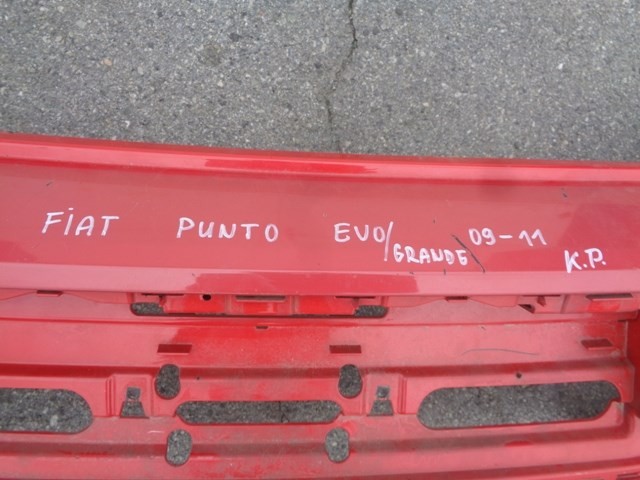 FiAT PUNTO EVO/GRANDE/ 09-11
K.P.